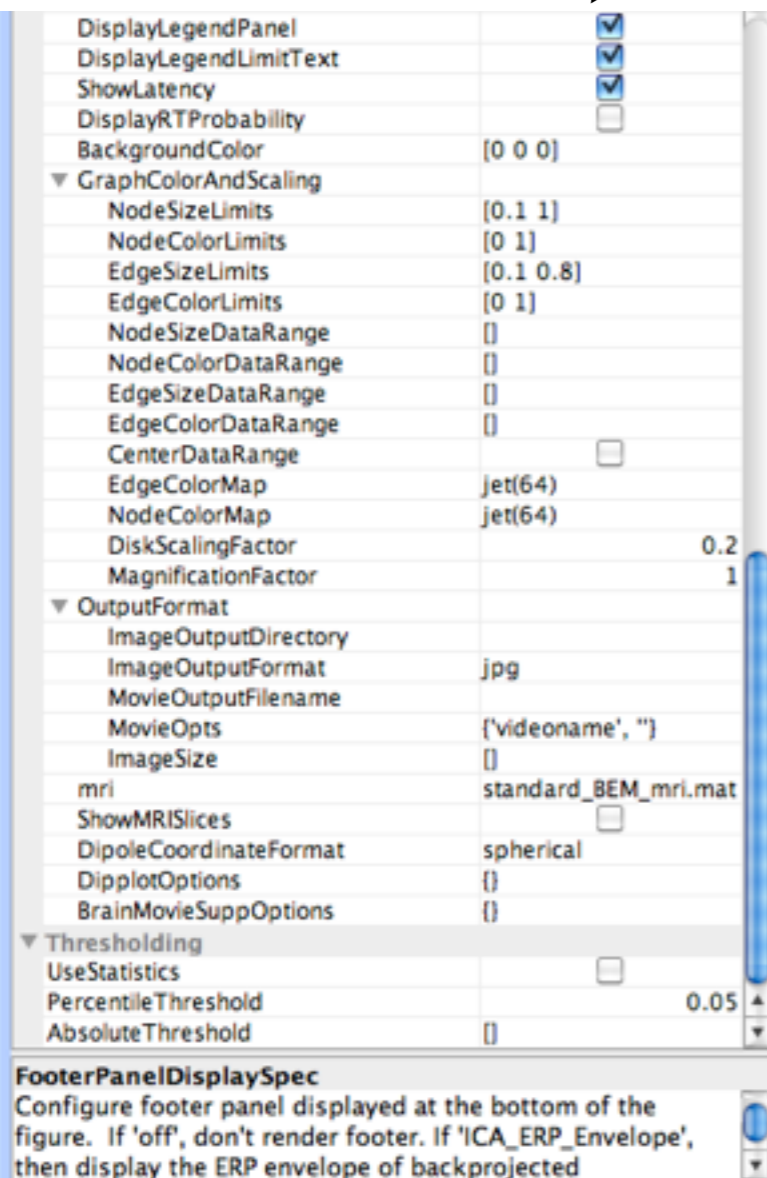 DisplayLegendPanel
DisplayLegendLimitText
ShowLatency
DisplayRTProbability
BackgroundColor [0 0 0]
GraphColorAndScaling
NodeSizeLimits [0.1 1]
NodeColorLimits [0 1]
EdgeSizeLimits [0.1 0.8]
EdgeColorLimits [0 1]
NodeSizeDataRange []
NodeColorDataRange []
EdgeSizeDataRange []
EdgeColorDataRange []
CenterDataRange
EdgeColorMap jet(64)
NodeColorMap jet(64)
DiskScalingFactor 0.2
MagnificationFactor 1
OutputFormat
ImageOutputDirectory
ImageOutputFormat jpg
MovieOutputFilename
MovieOpts {'videoname', ''}
ImageSize []
mri standard_BEM_mri.mat
ShowMRISlices
DipoleCoordinateFormat spherical
DipplotOptions {}
BrainMovieSuppOptions {}
Thresholding
UseStatistics
PercentileThreshold 0.05
AbsoluteThreshold []
FooterPanelDisplaySpec
Configure footer panel displayed at the bottom of the
figure. If 'off', don't render footer. If 'ICA_ERP_Envelope',
then display the ERP envelope of backprojected